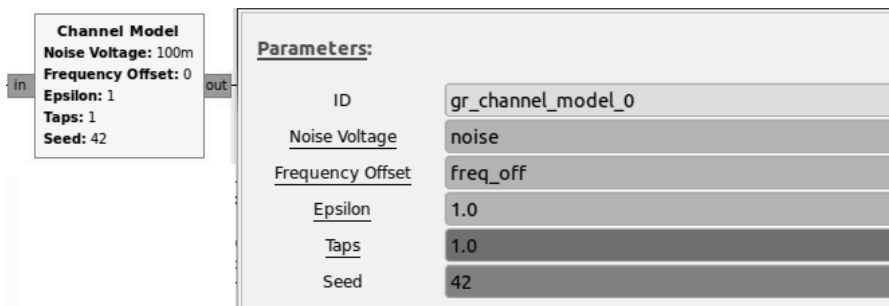 Channel Model
Noise Voltage: 100m
Frequency Offset: 0
Epsilon: 1
Taps: 1
Seed: 42
in
out
Parameters:
ID
gr_channel_model_0
Noise Voltage
noise
Frequency Offset
freq_off
Epsilon
1.0
Taps
1.0
Seed
42